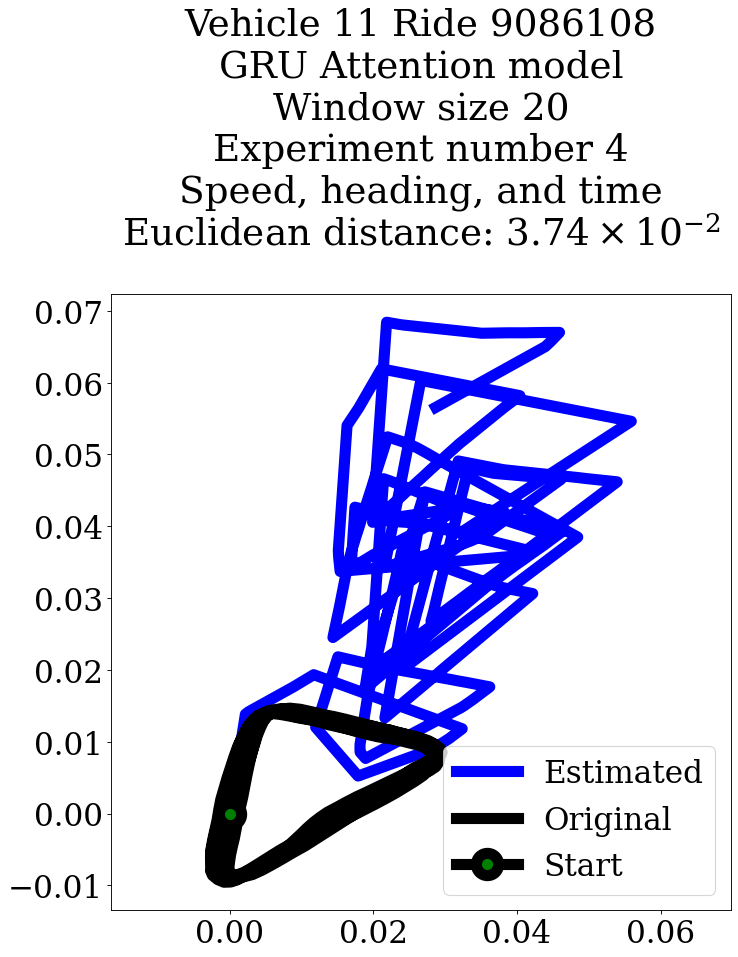 Vehicle 11 Ride 9086108
GRU Attention model
Window size 20
Experiment number 4
Speed, heading, and time
Euclidean distance: 3.74 × 10⁻²
0.07
0.06
0.05
0.04
0.03
0.02
0.01
0.00
−0.01
Estimated
Original
Start
0.00 0.02 0.04 0.06